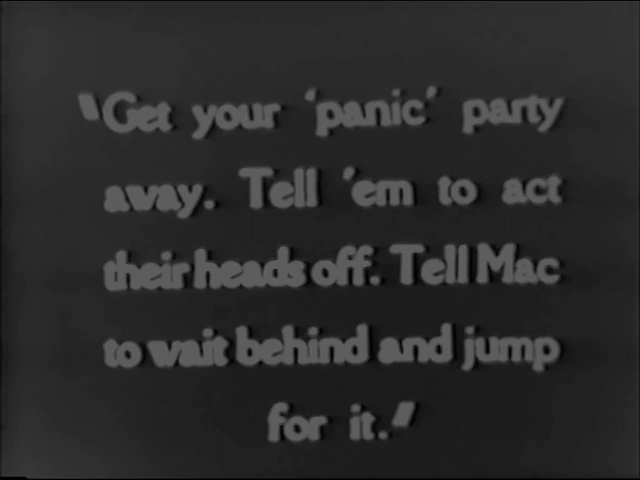 "Get your 'panic' party
away. Tell 'em to act
their heads off. Tell Mac
to wait behind and jump
for it."